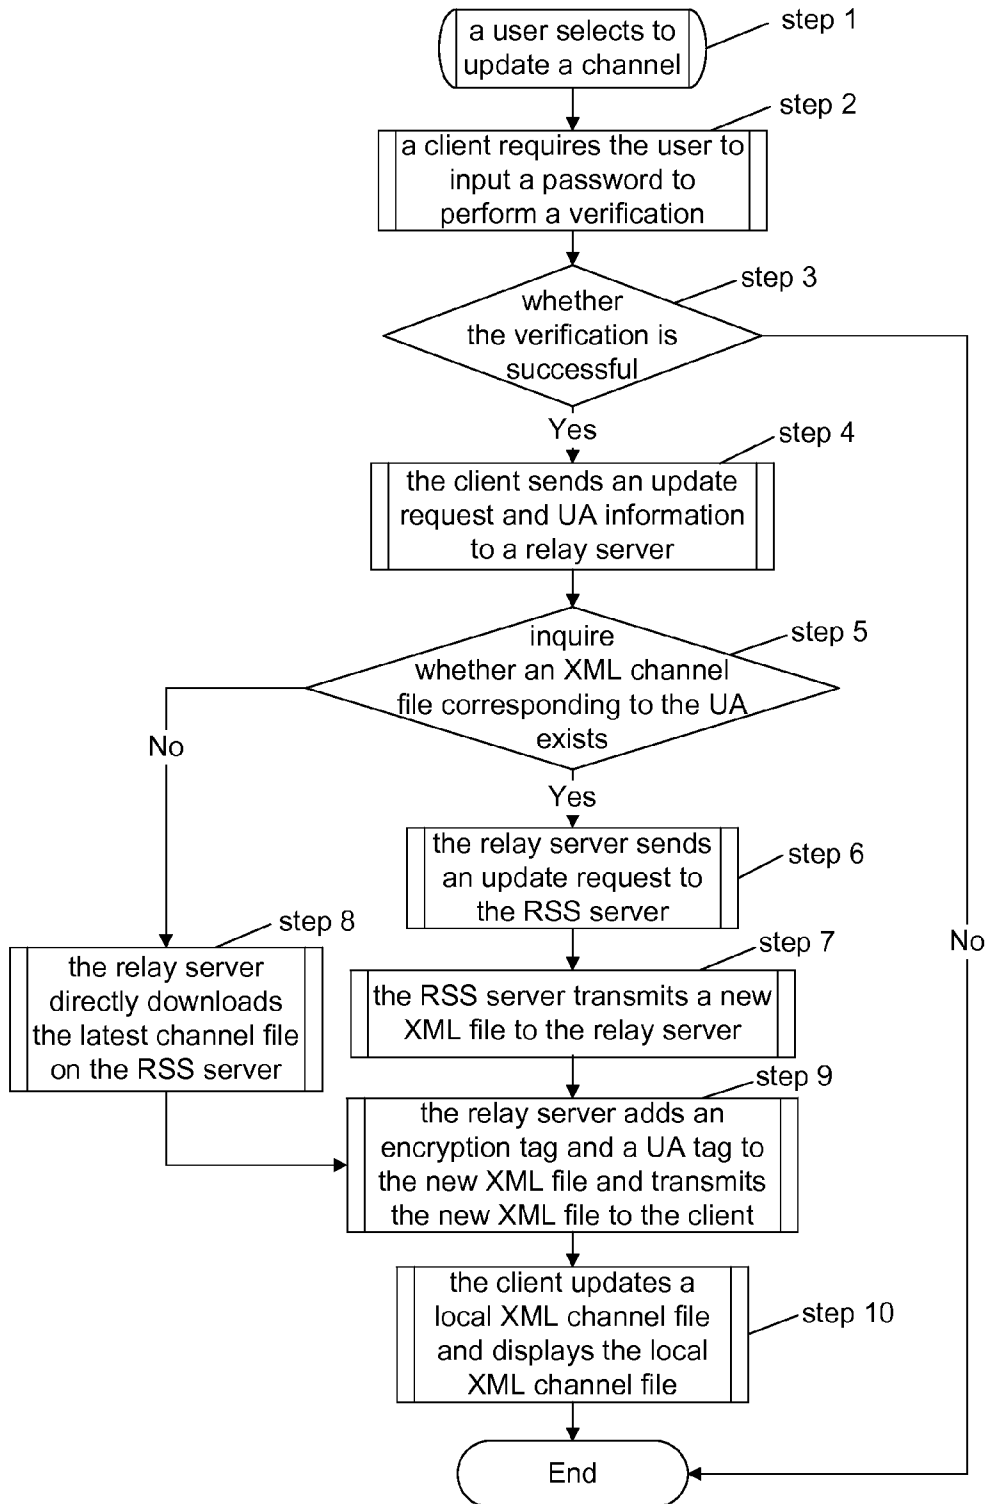 a user selects to
update a channel
step 1
step 2
a client requires the user to
input a password to
perform a verification
step 3
whether
the verification is
successful
Yes
step 4
the client sends an update
request and UA information
to a relay server
step 5
inquire
whether an XML channel
file corresponding to the UA
exists
No
Yes
the relay server sends
an update request to
the RSS server
step 6
step 8
the relay server
directly downloads
the latest channel file
on the RSS server
No
step 7
the RSS server transmits a new
XML file to the relay server
step 9
the relay server adds an
encryption tag and a UA tag to
the new XML file and transmits
the new XML file to the client
the client updates a
local XML channel file
and displays the local
XML channel file
step 10
End